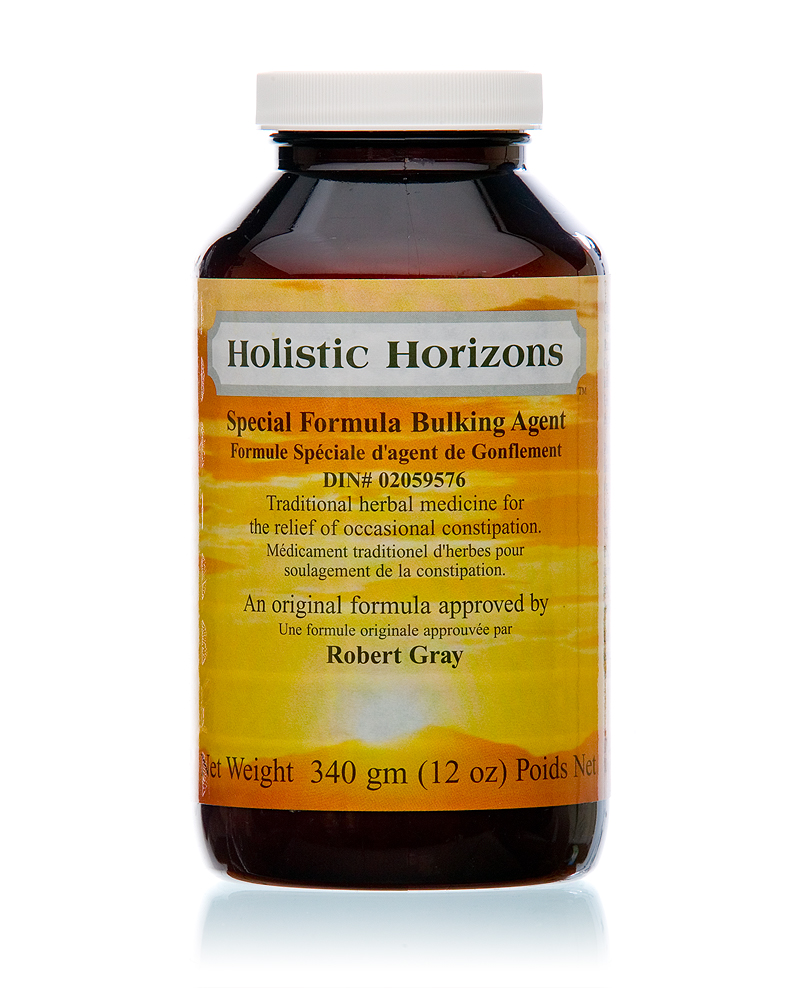 Holistic Horizons
TM
Special Formula Bulking Agent
Formule Spéciale d'agent de Gonflement
DIN# 02059576
Traditional herbal medicine for
the relief of occasional constipation.
Médicament traditionel d'herbes pour
soulagement de la constipation.
An original formula approved by
Une formule originale approuvée par
Robert Gray
Net Weight 340 gm (12 oz) Poids Net